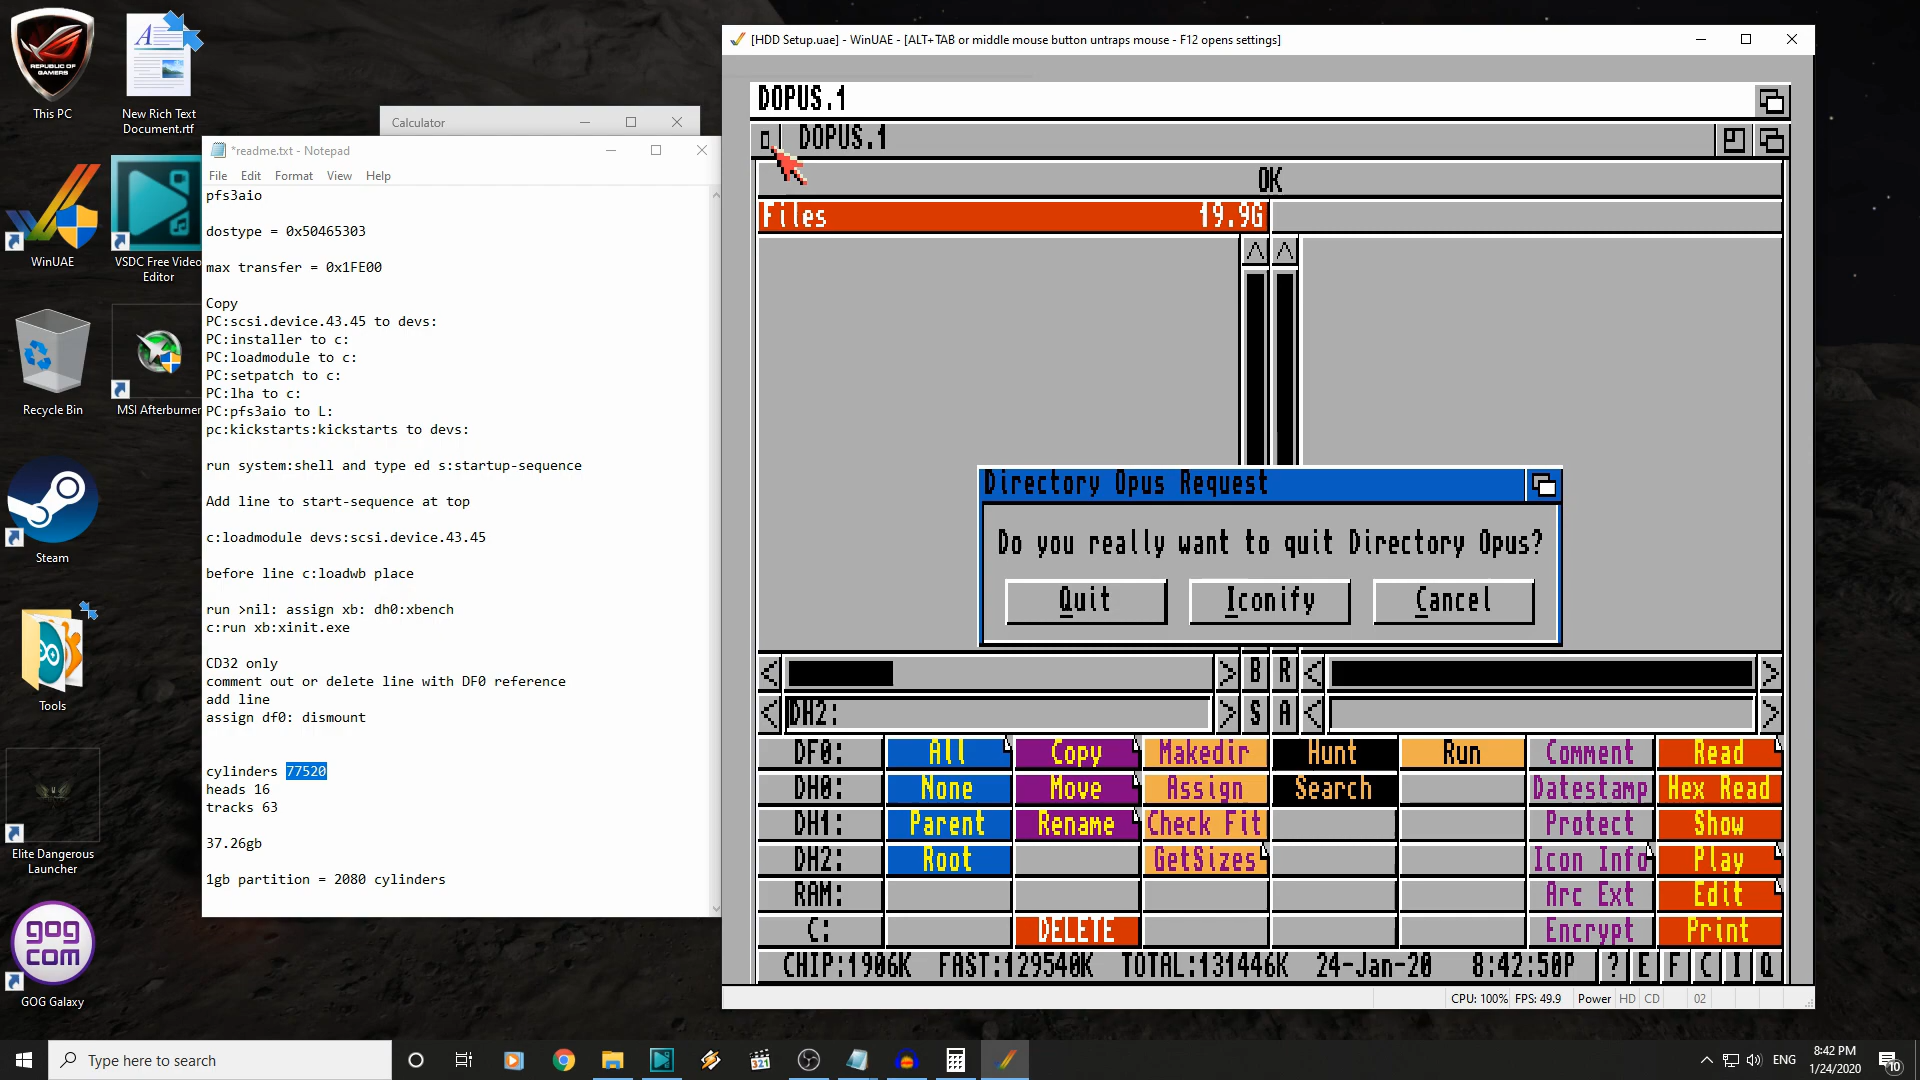 This PC
New Rich Text
Document.rtf
WinUAE
VSDC Free Video
Editor
Recycle Bin
MSI Afterburner
Steam
Tools
Elite Dangerous
Launcher
gog
com
GOG Galaxy
REPUBLIC OF
GAMERS
Calculator
*readme.txt - Notepad
File Edit Format View Help
pfs3aio
dostype = 0x50465303
max transfer = 0x1FE00
Copy
PC:scsi.device.43.45 to devs:
PC:installer to c:
PC:loadmodule to c:
PC:setpatch to c:
PC:lha to c:
PC:pfs3aio to L:
pc:kickstarts:kickstarts to devs:
run system:shell and type ed s:startup-sequence
Add line to start-sequence at top
c:loadmodule devs:scsi.device.43.45
before line c:loadwb place
run >nil: assign xb: dh0:xbench
c:run xb:xinit.exe
CD32 only
comment out or delete line with DF0 reference
add line
assign df0: dismount
cylinders 77520
heads 16
tracks 63
37.26gb
1gb partition = 2080 cylinders
[HDD Setup.uae] - WinUAE - [ALT+TAB or middle mouse button untraps mouse - F12 opens settings]
DOPUS.1
DOPUS.1
OK
Files 19.9G
Directory Opus Request
Do you really want to quit Directory Opus?
Quit Iconify Cancel
< > B R < >
< DH2: > S A < >
DF0: All Copy Makedir Hunt Run Comment Read
DH0: None Move Assign Search Datestamp Hex Read
DH1: Parent Rename Check Fit Protect Show
DH2: Root GetSizes Icon Info Play
RAM: Arc Ext Edit
C: DELETE Encrypt Print
CHIP:1906K FAST:129540K TOTAL:131446K 24-Jan-20 8:42:50P ? E F C I Q
CPU: 100% FPS: 49.9 Power HD CD 02
Type here to search
321
ENG
8:42 PM
1/24/2020
10